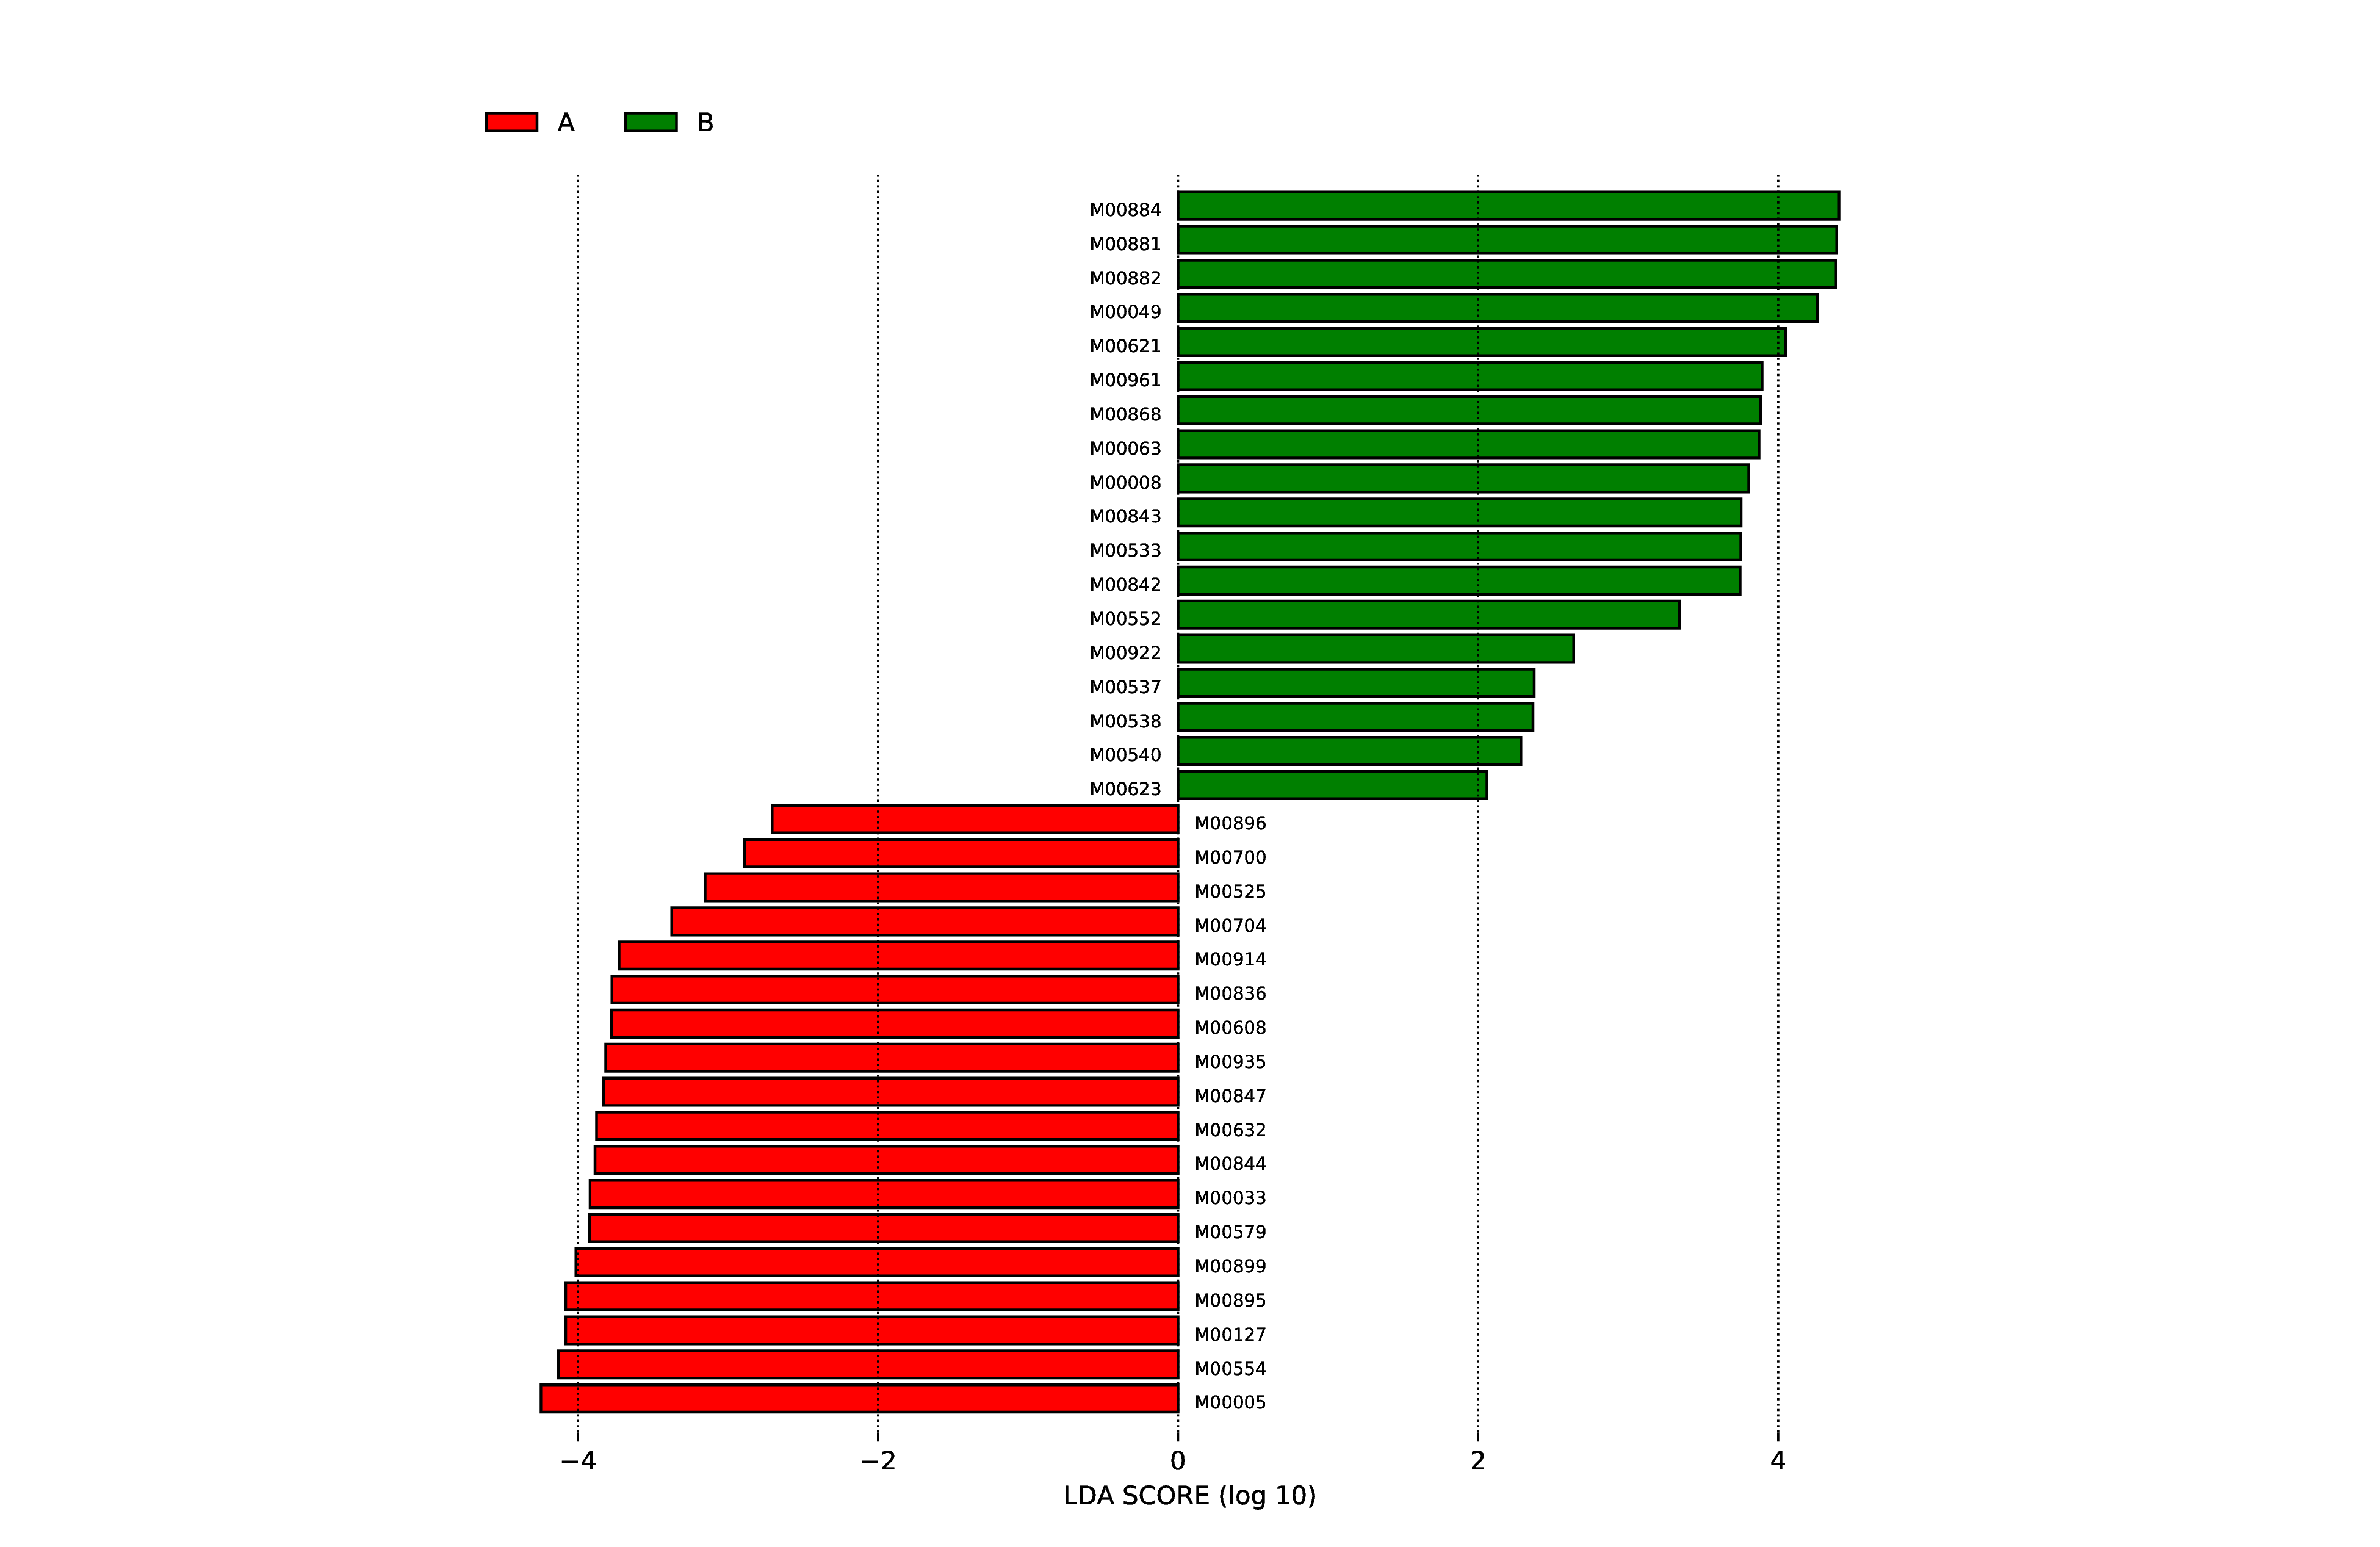 A B
M00884
M00881
M00882
M00049
M00621
M00961
M00868
M00063
M00008
M00843
M00533
M00842
M00552
M00922
M00537
M00538
M00540
M00623
M00896
M00700
M00525
M00704
M00914
M00836
M00608
M00935
M00847
M00632
M00844
M00033
M00579
M00899
M00895
M00127
M00554
M00005
−4 −2 0 2 4
LDA SCORE (log 10)